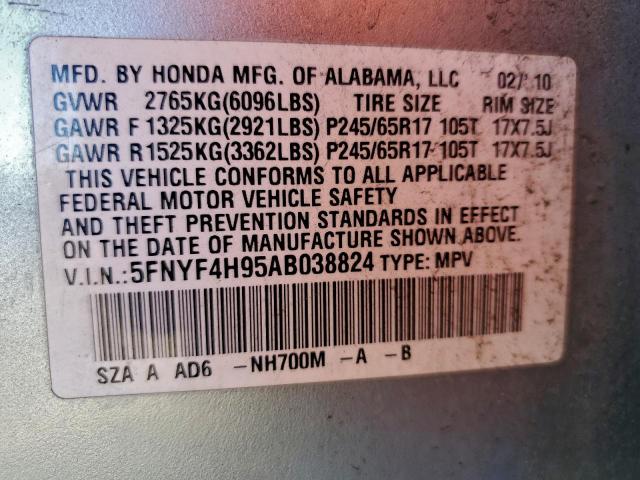 MFD. BY HONDA MFG. OF ALABAMA, LLC 02/10
GVWR 2765KG(6096LBS) TIRE SIZE RIM SIZE
GAWR F 1325KG(2921LBS) P245/65R17 105T 17X7.5J
GAWR R 1525KG(3362LBS) P245/65R17 105T 17X7.5J
THIS VEHICLE CONFORMS TO ALL APPLICABLE
FEDERAL MOTOR VEHICLE SAFETY
AND THEFT PREVENTION STANDARDS IN EFFECT
ON THE DATE OF MANUFACTURE SHOWN ABOVE.
V.I.N.: 5FNYF4H95AB038824 TYPE: MPV
SZA A AD6 -NH700M -A -B